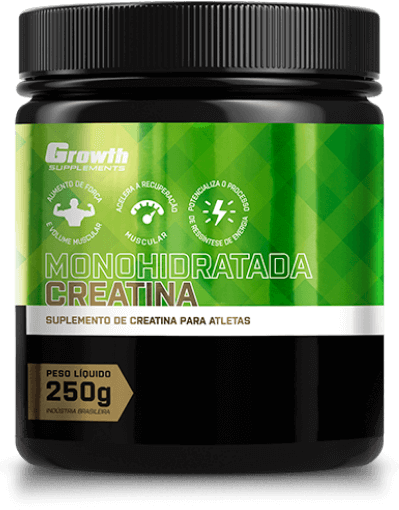 Growth
SUPPLEMENTS
AUMENTO DE FORÇA
E VOLUME MUSCULAR
ACELERA A RECUPERAÇÃO
MUSCULAR
POTENCIALIZA O PROCESSO
DE RESSÍNTESE DE ENERGIA
MONOHIDRATADA
CREATINA
SUPLEMENTO DE CREATINA PARA ATLETAS
PESO LÍQUIDO
250g
INDÚSTRIA BRASILEIRA